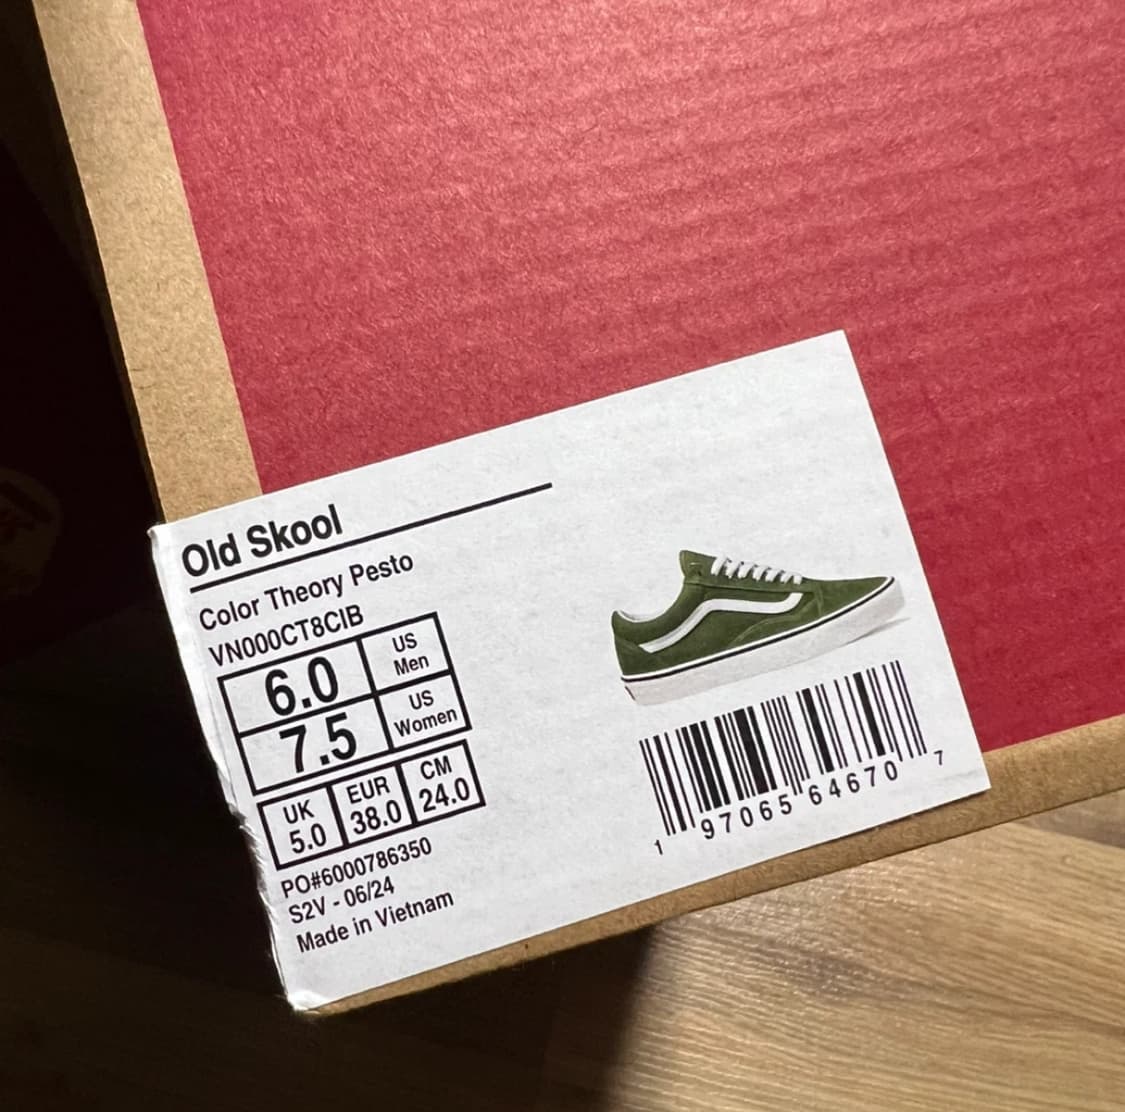 Old Skool
Color Theory Pesto
VN000CT8CIB
6.0 US Men
7.5 US Women
UK EUR CM
5.0 38.0 24.0
PO#6000786350
S2V - 06/24
Made in Vietnam
1 97065 64670 7